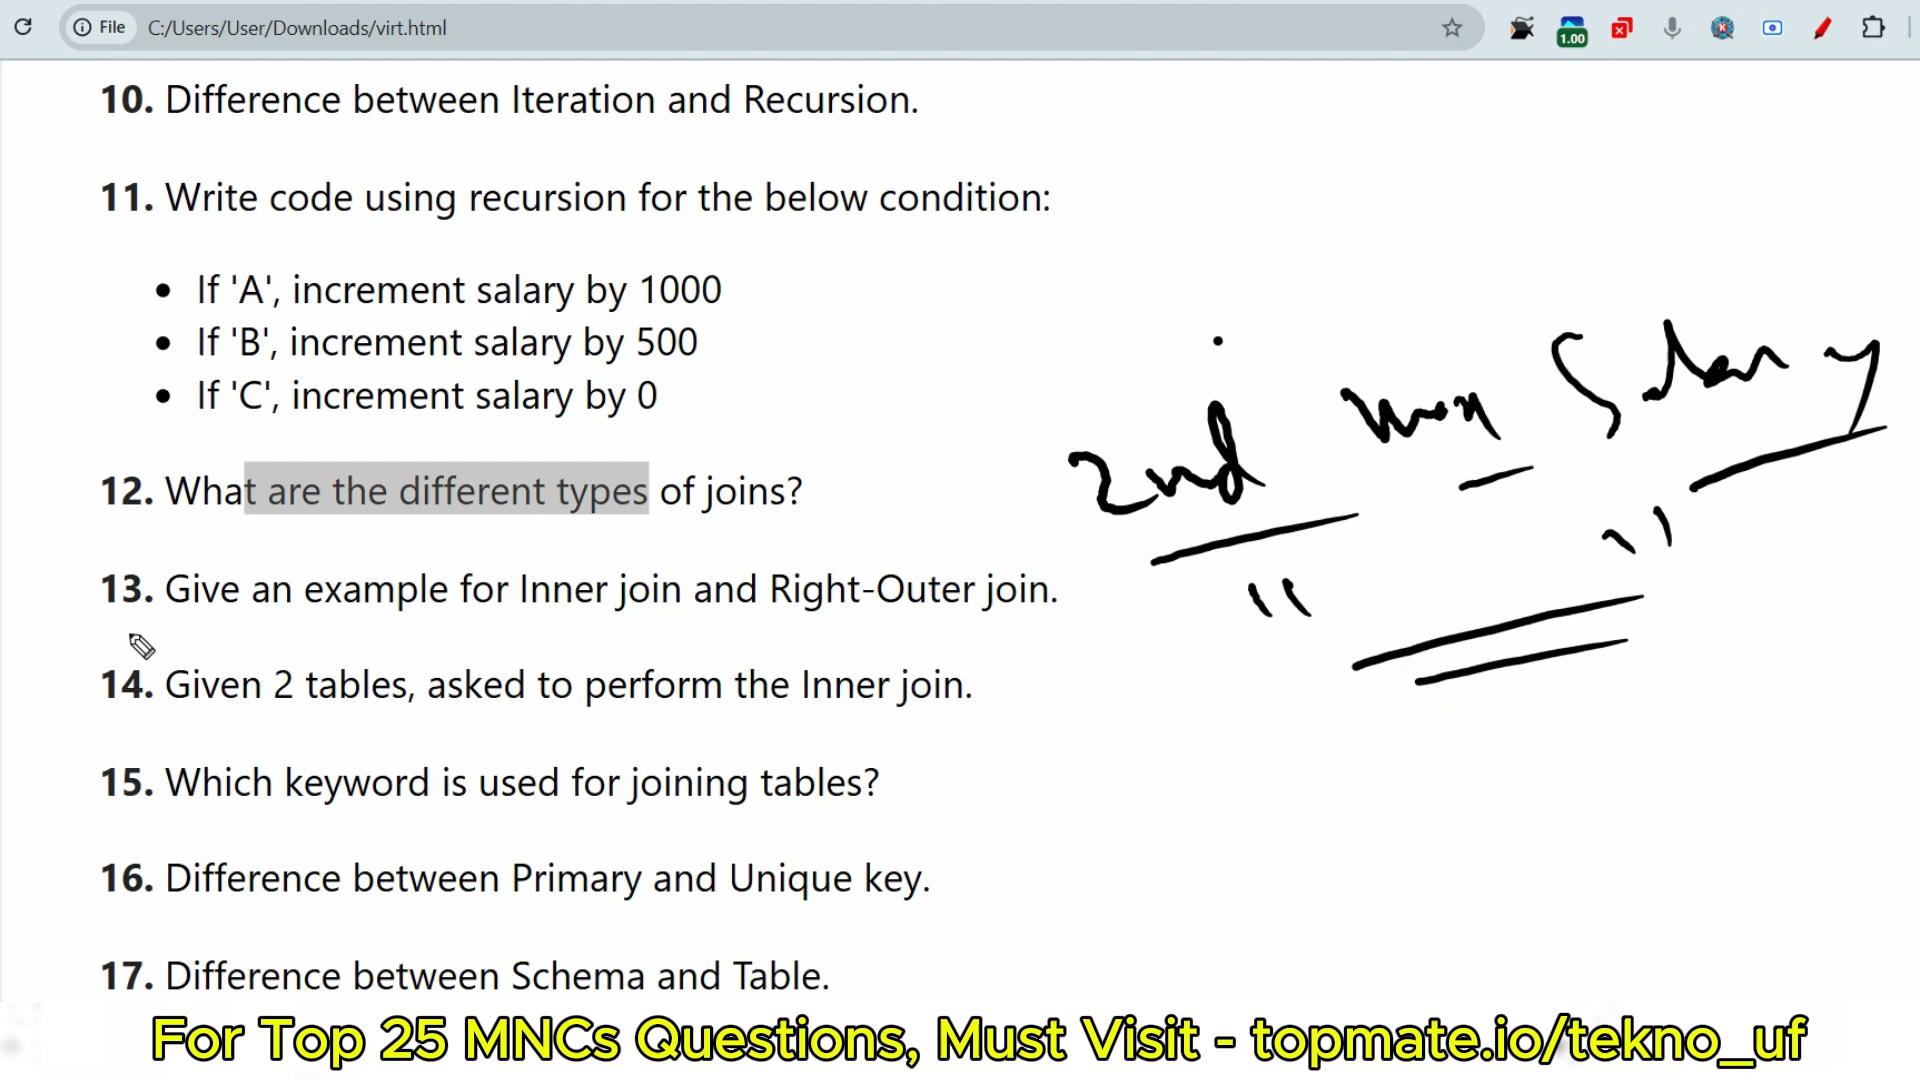 File C:/Users/User/Downloads/virt.html
1.00
10. Difference between Iteration and Recursion.
11. Write code using recursion for the below condition:
• If 'A', increment salary by 1000
• If 'B', increment salary by 500
• If 'C', increment salary by 0
2nd max Salary
12. What are the different types of joins?
13. Give an example for Inner join and Right-Outer join.
14. Given 2 tables, asked to perform the Inner join.
15. Which keyword is used for joining tables?
16. Difference between Primary and Unique key.
17. Difference between Schema and Table.
For Top 25 MNCs Questions, Must Visit - topmate.io/tekno_uf